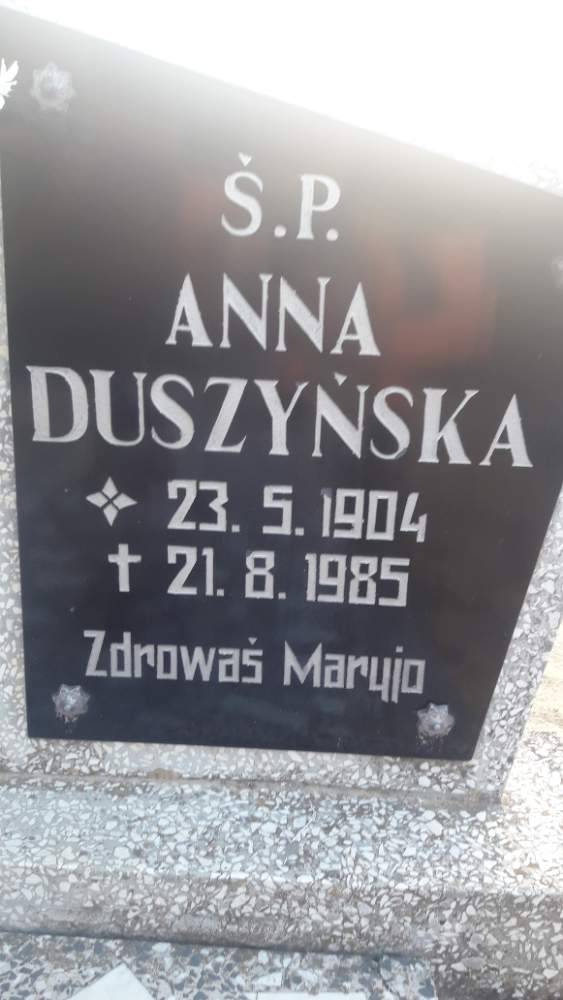 Ś.P.
ANNA
DUSZYŃSKA
23. 5. 1904
† 21. 8. 1985
Zdrowaś Maryjo